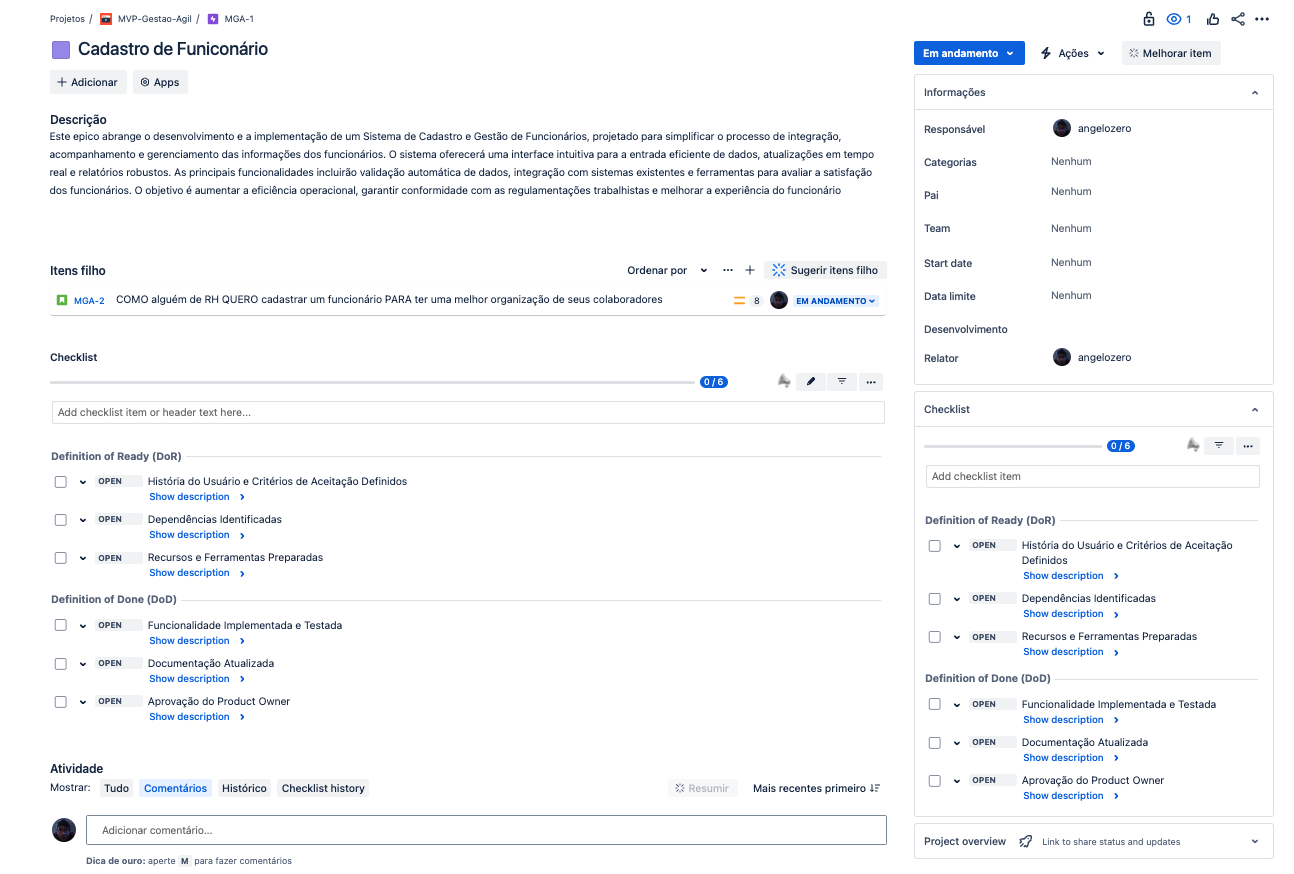 Projetos / MVP-Gestao-Agil / MGA-1
1
Cadastro de Funiconário
Em andamento
Ações
Melhorar item
Adicionar
Apps
Descrição
Este epico abrange o desenvolvimento e a implementação de um Sistema de Cadastro e Gestão de Funcionários, projetado para simplificar o processo de integração,
acompanhamento e gerenciamento das informações dos funcionários. O sistema oferecerá uma interface intuitiva para a entrada eficiente de dados, atualizações em tempo
real e relatórios robustos. As principais funcionalidades incluirão validação automática de dados, integração com sistemas existentes e ferramentas para avaliar a satisfação
dos funcionários. O objetivo é aumentar a eficiência operacional, garantir conformidade com as regulamentações trabalhistas e melhorar a experiência do funcionário
Itens filho
Ordenar por
Sugerir itens filho
MGA-2 COMO alguém de RH QUERO cadastrar um funcionário PARA ter uma melhor organização de seus colaboradores 8 EM ANDAMENTO
Checklist
0 / 6
Add checklist item or header text here...
Definition of Ready (DoR)
OPEN História do Usuário e Critérios de Aceitação Definidos
Show description
OPEN Dependências Identificadas
Show description
OPEN Recursos e Ferramentas Preparadas
Show description
Definition of Done (DoD)
OPEN Funcionalidade Implementada e Testada
Show description
OPEN Documentação Atualizada
Show description
OPEN Aprovação do Product Owner
Show description
Atividade
Mostrar: Tudo Comentários Histórico Checklist history
Resumir
Mais recentes primeiro
Adicionar comentário...
Dica de ouro: aperte M para fazer comentários
Informações
Responsável angelozero
Categorias Nenhum
Pai Nenhum
Team Nenhum
Start date Nenhum
Data limite Nenhum
Desenvolvimento
Relator angelozero
Checklist
0 / 6
Add checklist item
Definition of Ready (DoR)
OPEN História do Usuário e Critérios de Aceitação
Definidos
Show description
OPEN Dependências Identificadas
Show description
OPEN Recursos e Ferramentas Preparadas
Show description
Definition of Done (DoD)
OPEN Funcionalidade Implementada e Testada
Show description
OPEN Documentação Atualizada
Show description
OPEN Aprovação do Product Owner
Show description
Project overview Link to share status and updates